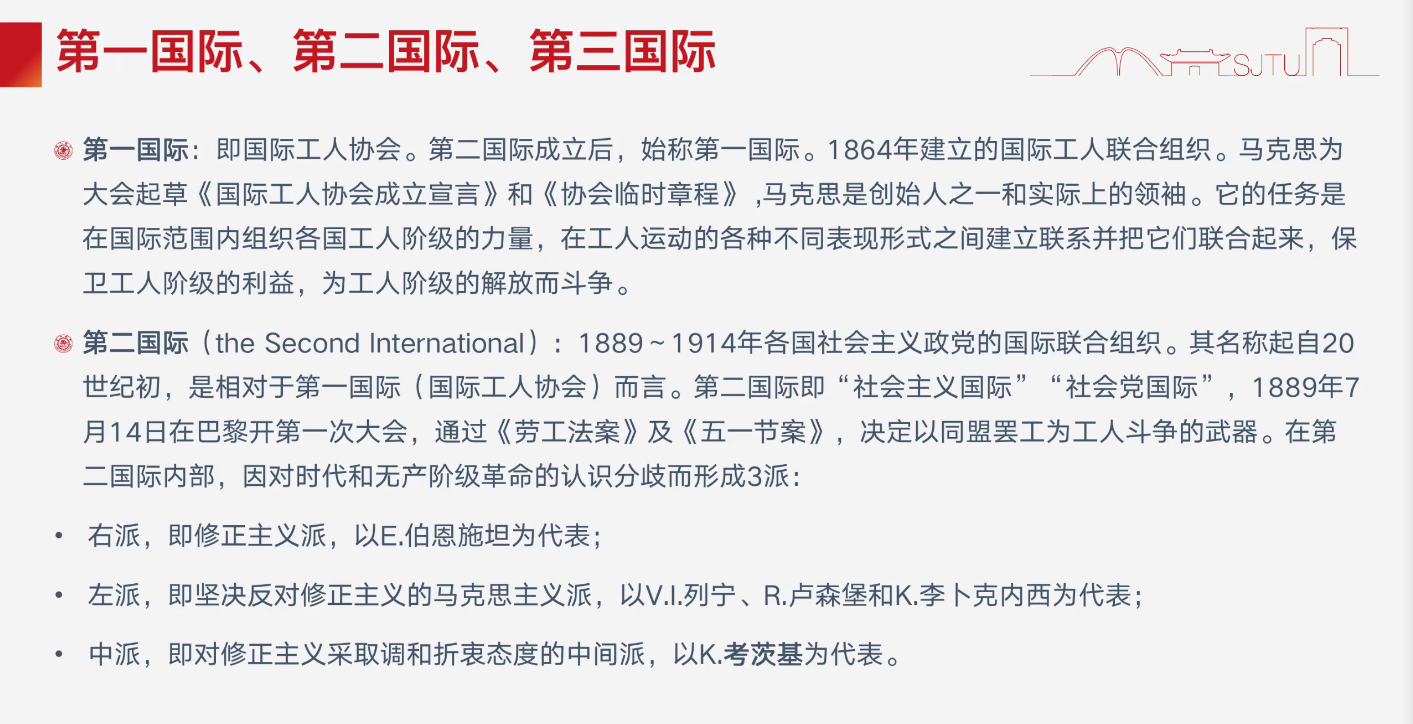 第一国际、第二国际、第三国际
SJTU
第一国际：即国际工人协会。第二国际成立后，始称第一国际。1864年建立的国际工人联合组织。马克思为
大会起草《国际工人协会成立宣言》和《协会临时章程》,马克思是创始人之一和实际上的领袖。它的任务是
在国际范围内组织各国工人阶级的力量，在工人运动的各种不同表现形式之间建立联系并把它们联合起来，保
卫工人阶级的利益，为工人阶级的解放而斗争。
第二国际（the Second International）：1889～1914年各国社会主义政党的国际联合组织。其名称起自20
世纪初，是相对于第一国际（国际工人协会）而言。第二国际即“社会主义国际”“社会党国际”，1889年7
月14日在巴黎开第一次大会，通过《劳工法案》及《五一节案》，决定以同盟罢工为工人斗争的武器。在第
二国际内部，因对时代和无产阶级革命的认识分歧而形成3派：
• 右派，即修正主义派，以E.伯恩施坦为代表；
• 左派，即坚决反对修正主义的马克思主义派，以V.I.列宁、R.卢森堡和K.李卜克内西为代表；
• 中派，即对修正主义采取调和折衷态度的中间派，以K.考茨基为代表。